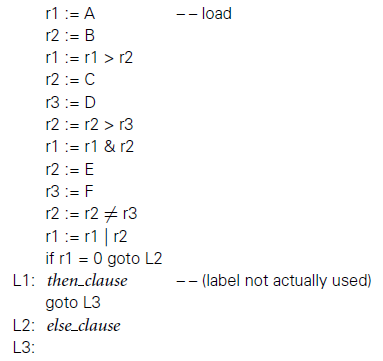 r1 := A -- load
r2 := B
r1 := r1 > r2
r2 := C
r3 := D
r2 := r2 > r3
r1 := r1 & r2
r2 := E
r3 := F
r2 := r2 ≠ r3
r1 := r1 | r2
if r1 = 0 goto L2
L1: then_clause -- (label not actually used)
goto L3
L2: else_clause
L3: